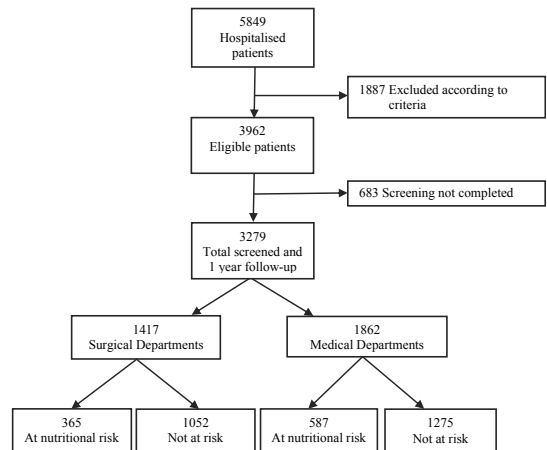 5849
Hospitalised
patients
1887 Excluded according to
criteria
3962
Eligible patients
683 Screening not completed
3279
Total screened and
1 year follow-up
1417
Surgical Departments
1862
Medical Departments
365
At nutritional risk
1052
Not at risk
587
At nutritional risk
1275
Not at risk